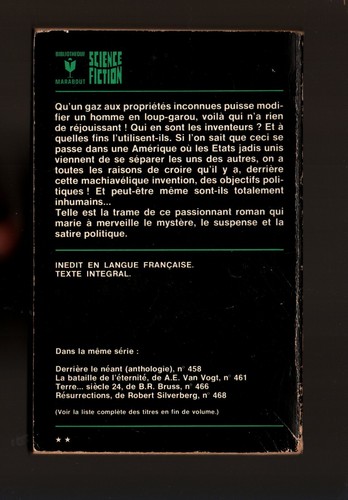 BIBLIOTHEQUE
MARABOUT
SCIENCE
FICTION
Qu'un gaz aux propriétés inconnues puisse modi-
fier un homme en loup-garou, voilà qui n'a rien
de réjouissant ! Qui en sont les inventeurs ? Et à
quelles fins l'utilisent-ils. Si l'on sait que ceci se
passe dans une Amérique où les Etats jadis unis
viennent de se séparer les uns des autres, on a
toutes les raisons de croire qu'il y a, derrière
cette machiavélique invention, des objectifs poli-
tiques ! Et peut-être même sont-ils totalement
inhumains...
Telle est la trame de ce passionnant roman qui
marie à merveille le mystère, le suspense et la
satire politique.
INEDIT EN LANGUE FRANÇAISE.
TEXTE INTEGRAL.
Dans la même série :
Derrière le néant (anthologie), n° 458
La bataille de l'éternité, de A.E. Van Vogt, n° 461
Terre... siècle 24, de B.R. Bruss, n° 466
Résurrections, de Robert Silverberg, n° 468
(Voir la liste complète des titres en fin de volume.)
★ ★